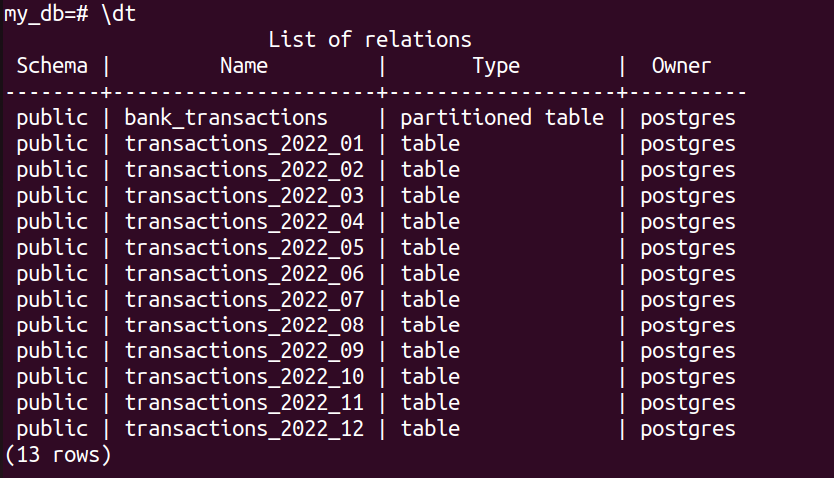 my_db=# \dt
                      List of relations
 Schema |         Name         |       Type        |  Owner
--------+----------------------+-------------------+----------
 public | bank_transactions    | partitioned table | postgres
 public | transactions_2022_01 | table             | postgres
 public | transactions_2022_02 | table             | postgres
 public | transactions_2022_03 | table             | postgres
 public | transactions_2022_04 | table             | postgres
 public | transactions_2022_05 | table             | postgres
 public | transactions_2022_06 | table             | postgres
 public | transactions_2022_07 | table             | postgres
 public | transactions_2022_08 | table             | postgres
 public | transactions_2022_09 | table             | postgres
 public | transactions_2022_10 | table             | postgres
 public | transactions_2022_11 | table             | postgres
 public | transactions_2022_12 | table             | postgres
(13 rows)